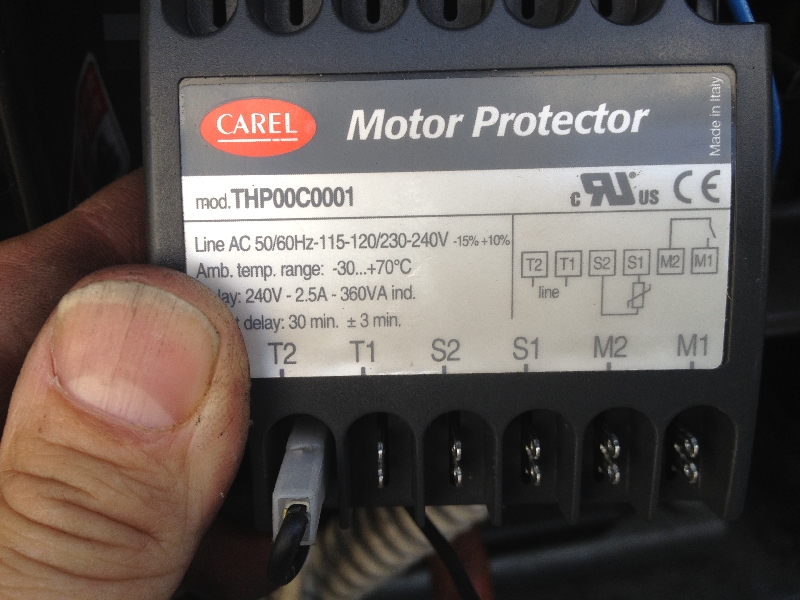 CAREL Motor Protector
Made in Italy
mod. THP00C0001
c RU US CE
Line AC 50/60Hz-115-120/230-240V -15% +10%
Amb. temp. range: -30...+70°C
lay: 240V - 2.5A - 360VA ind.
t delay: 30 min. ± 3 min.
T2 T1 S2 S1 M2 M1
line
T2 T1 S2 S1 M2 M1